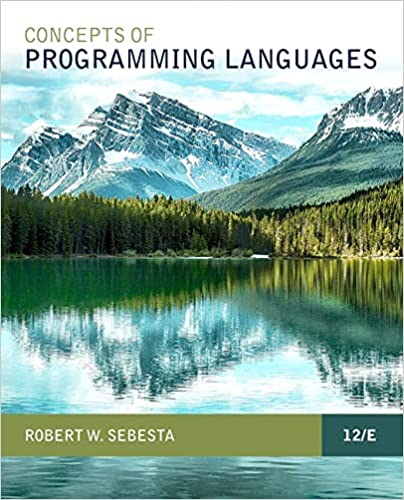 CONCEPTS OF
PROGRAMMING LANGUAGES
ROBERT W. SEBESTA
12/E